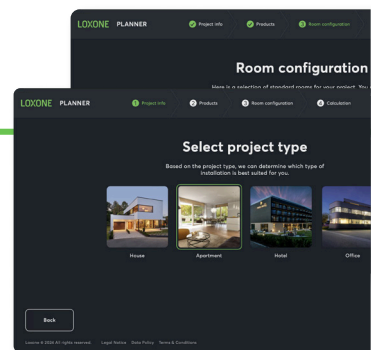 LOXONE PLANNER
Project info
Products
3 Room configuration
Room configuration
Here is a selection of standard rooms for your project. You
LOXONE PLANNER
1 Project info
2 Products
3 Room configuration
4 Calculation
Select project type
Based on the project type, we can determine which type of
installation is best suited for you.
House
Apartment
Hotel
Office
Back
Loxone © 2026 All rights reserved. Legal Notice Data Policy Terms & Conditions